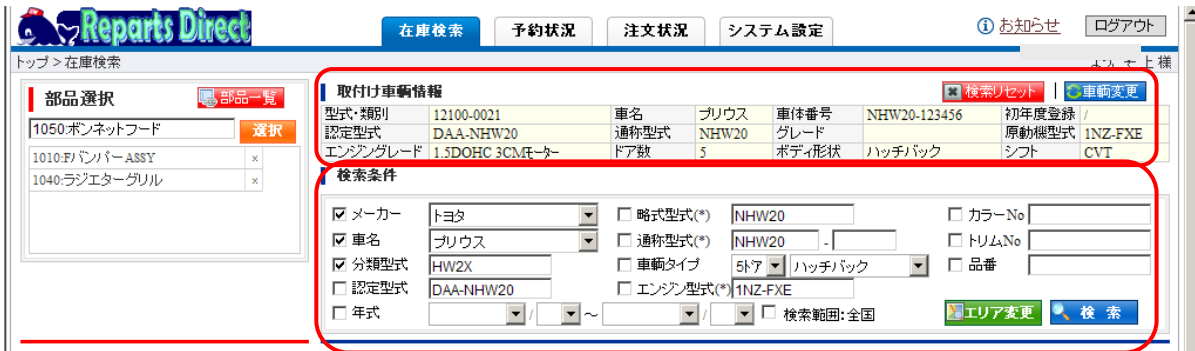 Reparts Direct
在庫検索 予約状況 注文状況 システム設定
お知らせ ログアウト
トップ > 在庫検索
上 様
部品選択 部品一覧
1050:ボンネットフード 選択
1010:Fバンパー ASSY ×
1040:ラジエターグリル ×
取付け車輌情報 検索リセット | 車輌変更
型式・類別 12100-0021 車名 プリウス 車体番号 NHW20-123456 初年度登録 /
認定型式 DAA-NHW20 通称型式 NHW20 グレード 原動機型式 1NZ-FXE
エンジングレード 1.5DOHC 3CMモーター ドア数 5 ボディ形状 ハッチバック シフト CVT
検索条件
メーカー トヨタ 略式型式(*) NHW20 カラーNo
車名 プリウス 通称型式(*) NHW20 - トリムNo
分類型式 HW2X 車輌タイプ 5ドア ハッチバック 品番
認定型式 DAA-NHW20 エンジン型式(*) 1NZ-FXE
年式 / ～ / 検索範囲:全国 エリア変更 検 索